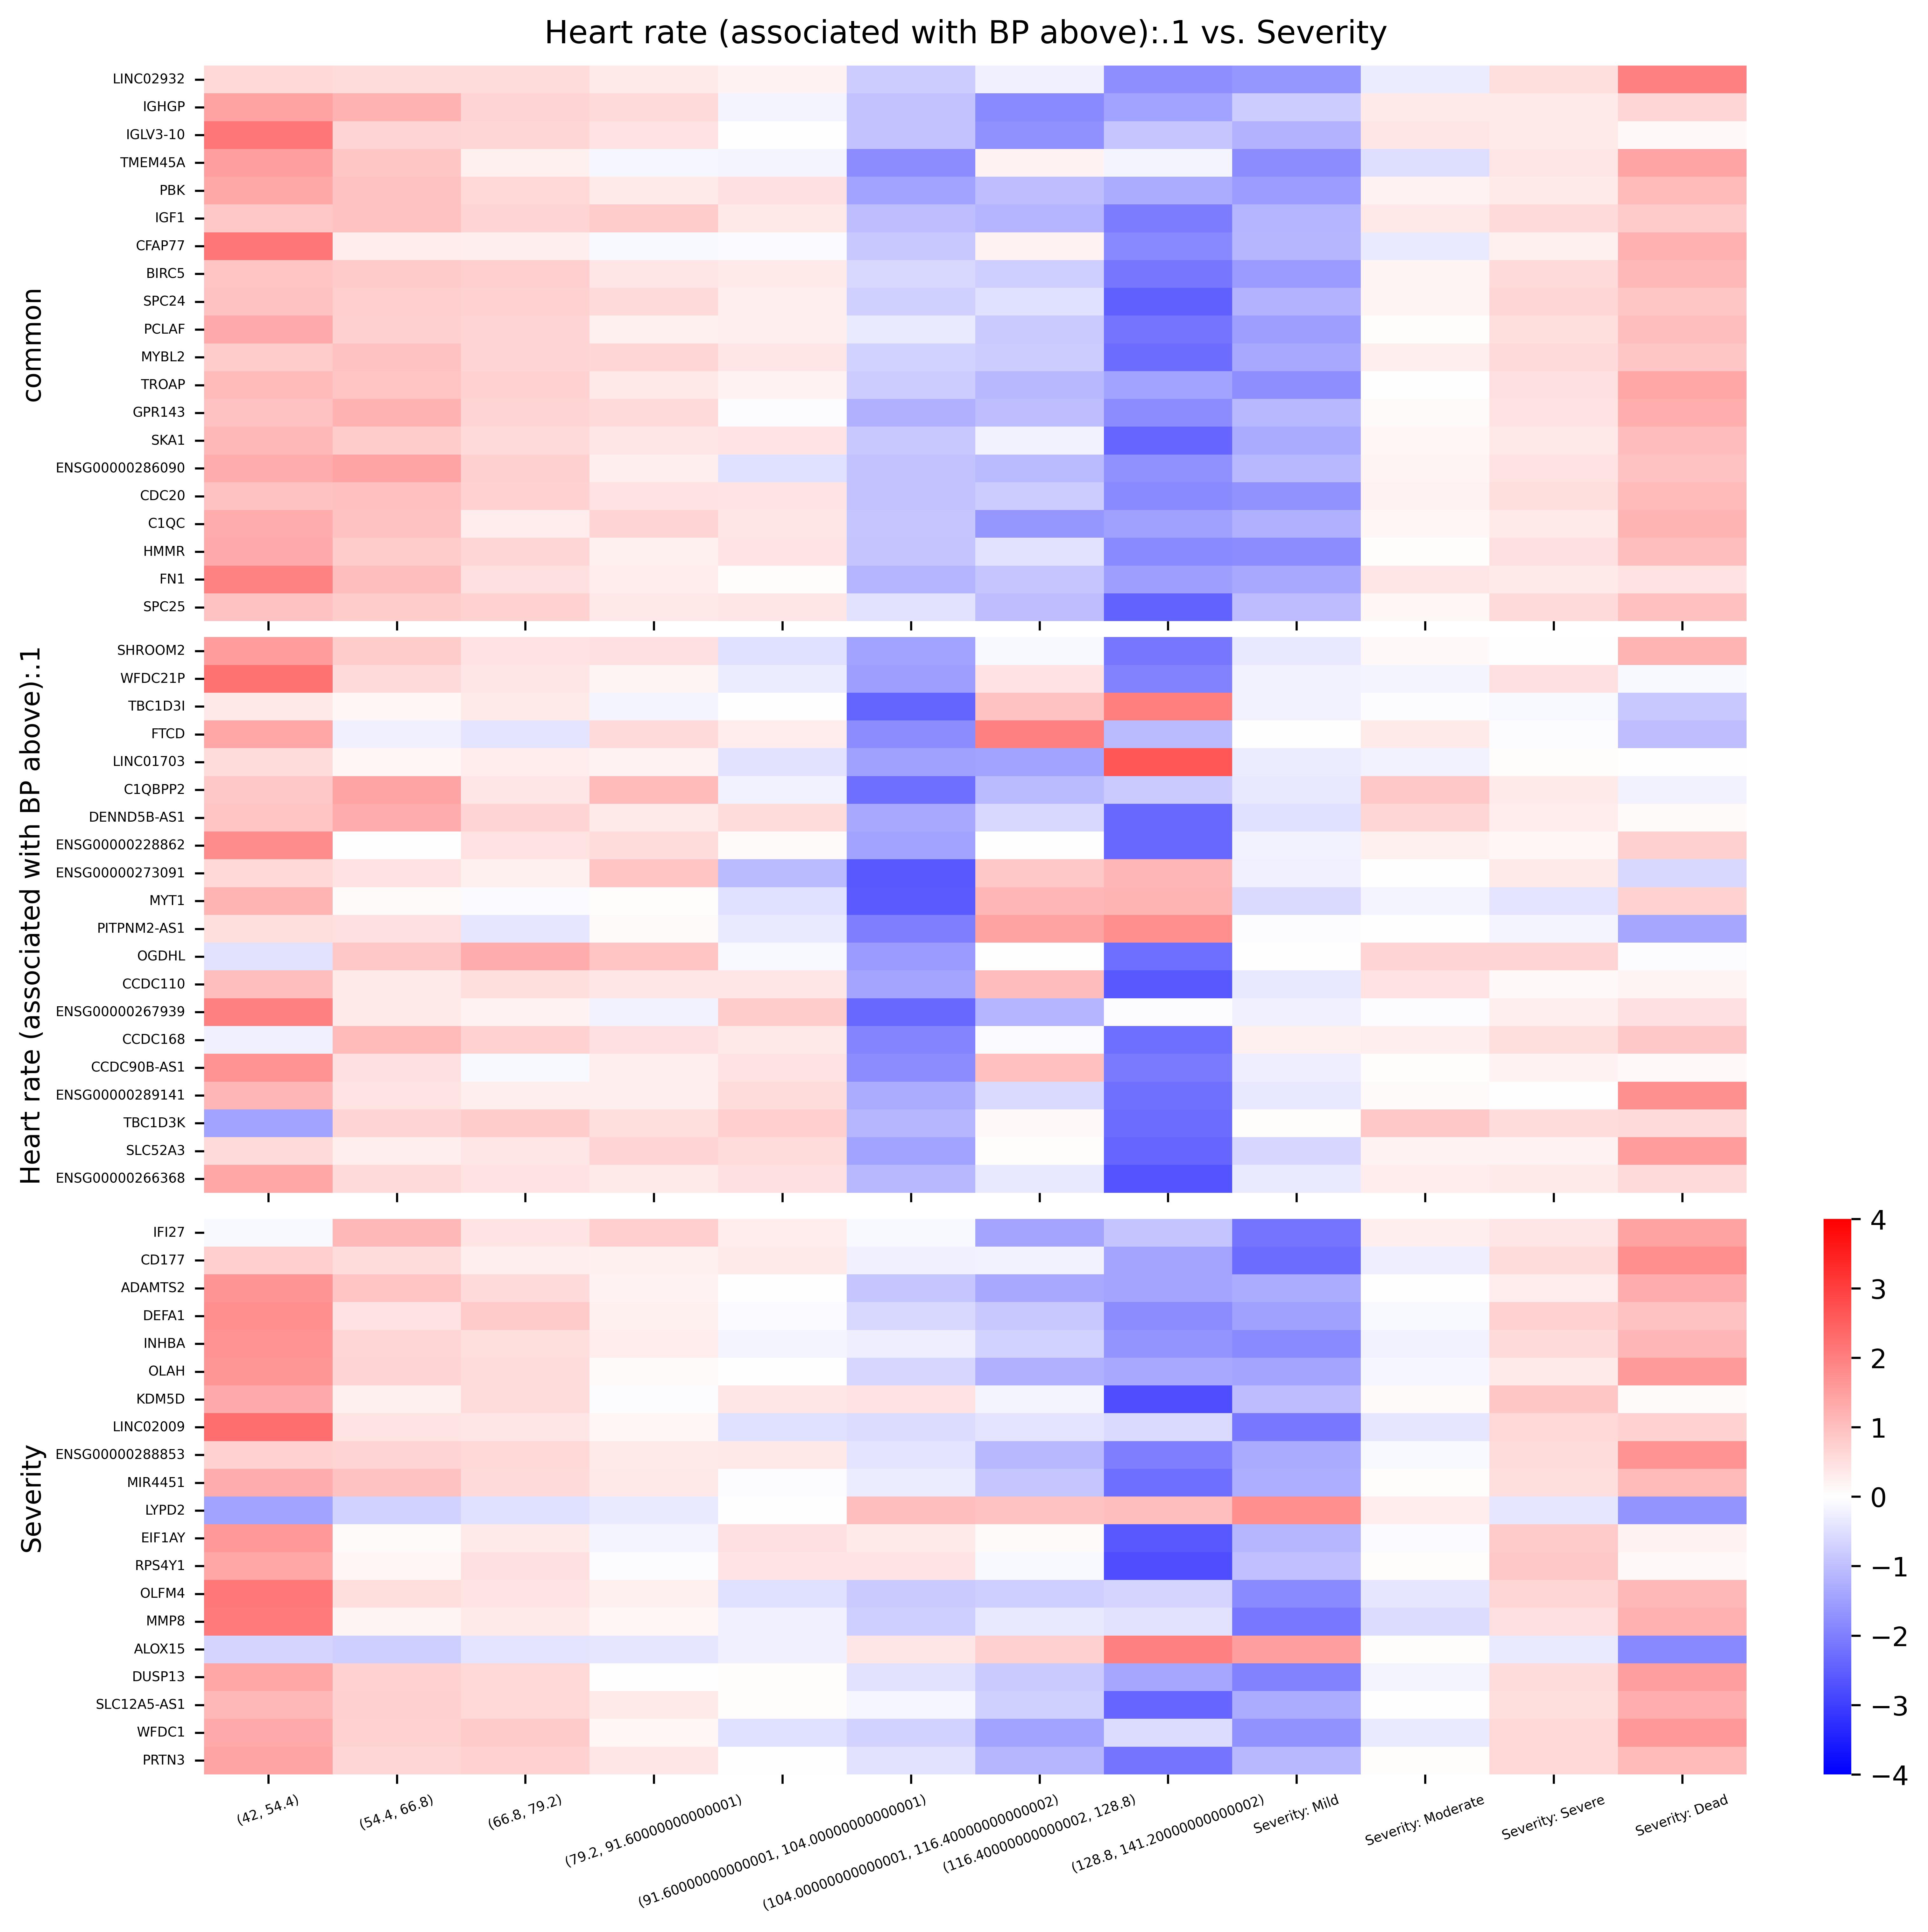 Heart rate (associated with BP above):.1 vs. Severity
common
LINC02932
IGHGP
IGLV3-10
TMEM45A
PBK
IGF1
CFAP77
BIRC5
SPC24
PCLAF
MYBL2
TROAP
GPR143
SKA1
ENSG00000286090
CDC20
C1QC
HMMR
FN1
SPC25
Heart rate (associated with BP above):.1
SHROOM2
WFDC21P
TBC1D3I
FTCD
LINC01703
C1QBPP2
DENND5B-AS1
ENSG00000228862
ENSG00000273091
MYT1
PITPNM2-AS1
OGDHL
CCDC110
ENSG00000267939
CCDC168
CCDC90B-AS1
ENSG00000289141
TBC1D3K
SLC52A3
ENSG00000266368
Severity
IFI27
CD177
ADAMTS2
DEFA1
INHBA
OLAH
KDM5D
LINC02009
ENSG00000288853
MIR4451
LYPD2
EIF1AY
RPS4Y1
OLFM4
MMP8
ALOX15
DUSP13
SLC12A5-AS1
WFDC1
PRTN3
(42, 54.4)
(54.4, 66.8)
(66.8, 79.2)
(79.2, 91.60000000000001)
(91.60000000000001, 104.00000000000001)
(104.00000000000001, 116.40000000000002)
(116.40000000000002, 128.8)
(128.8, 141.20000000000002)
Severity: Mild
Severity: Moderate
Severity: Severe
Severity: Dead
4
3
2
1
0
−1
−2
−3
−4